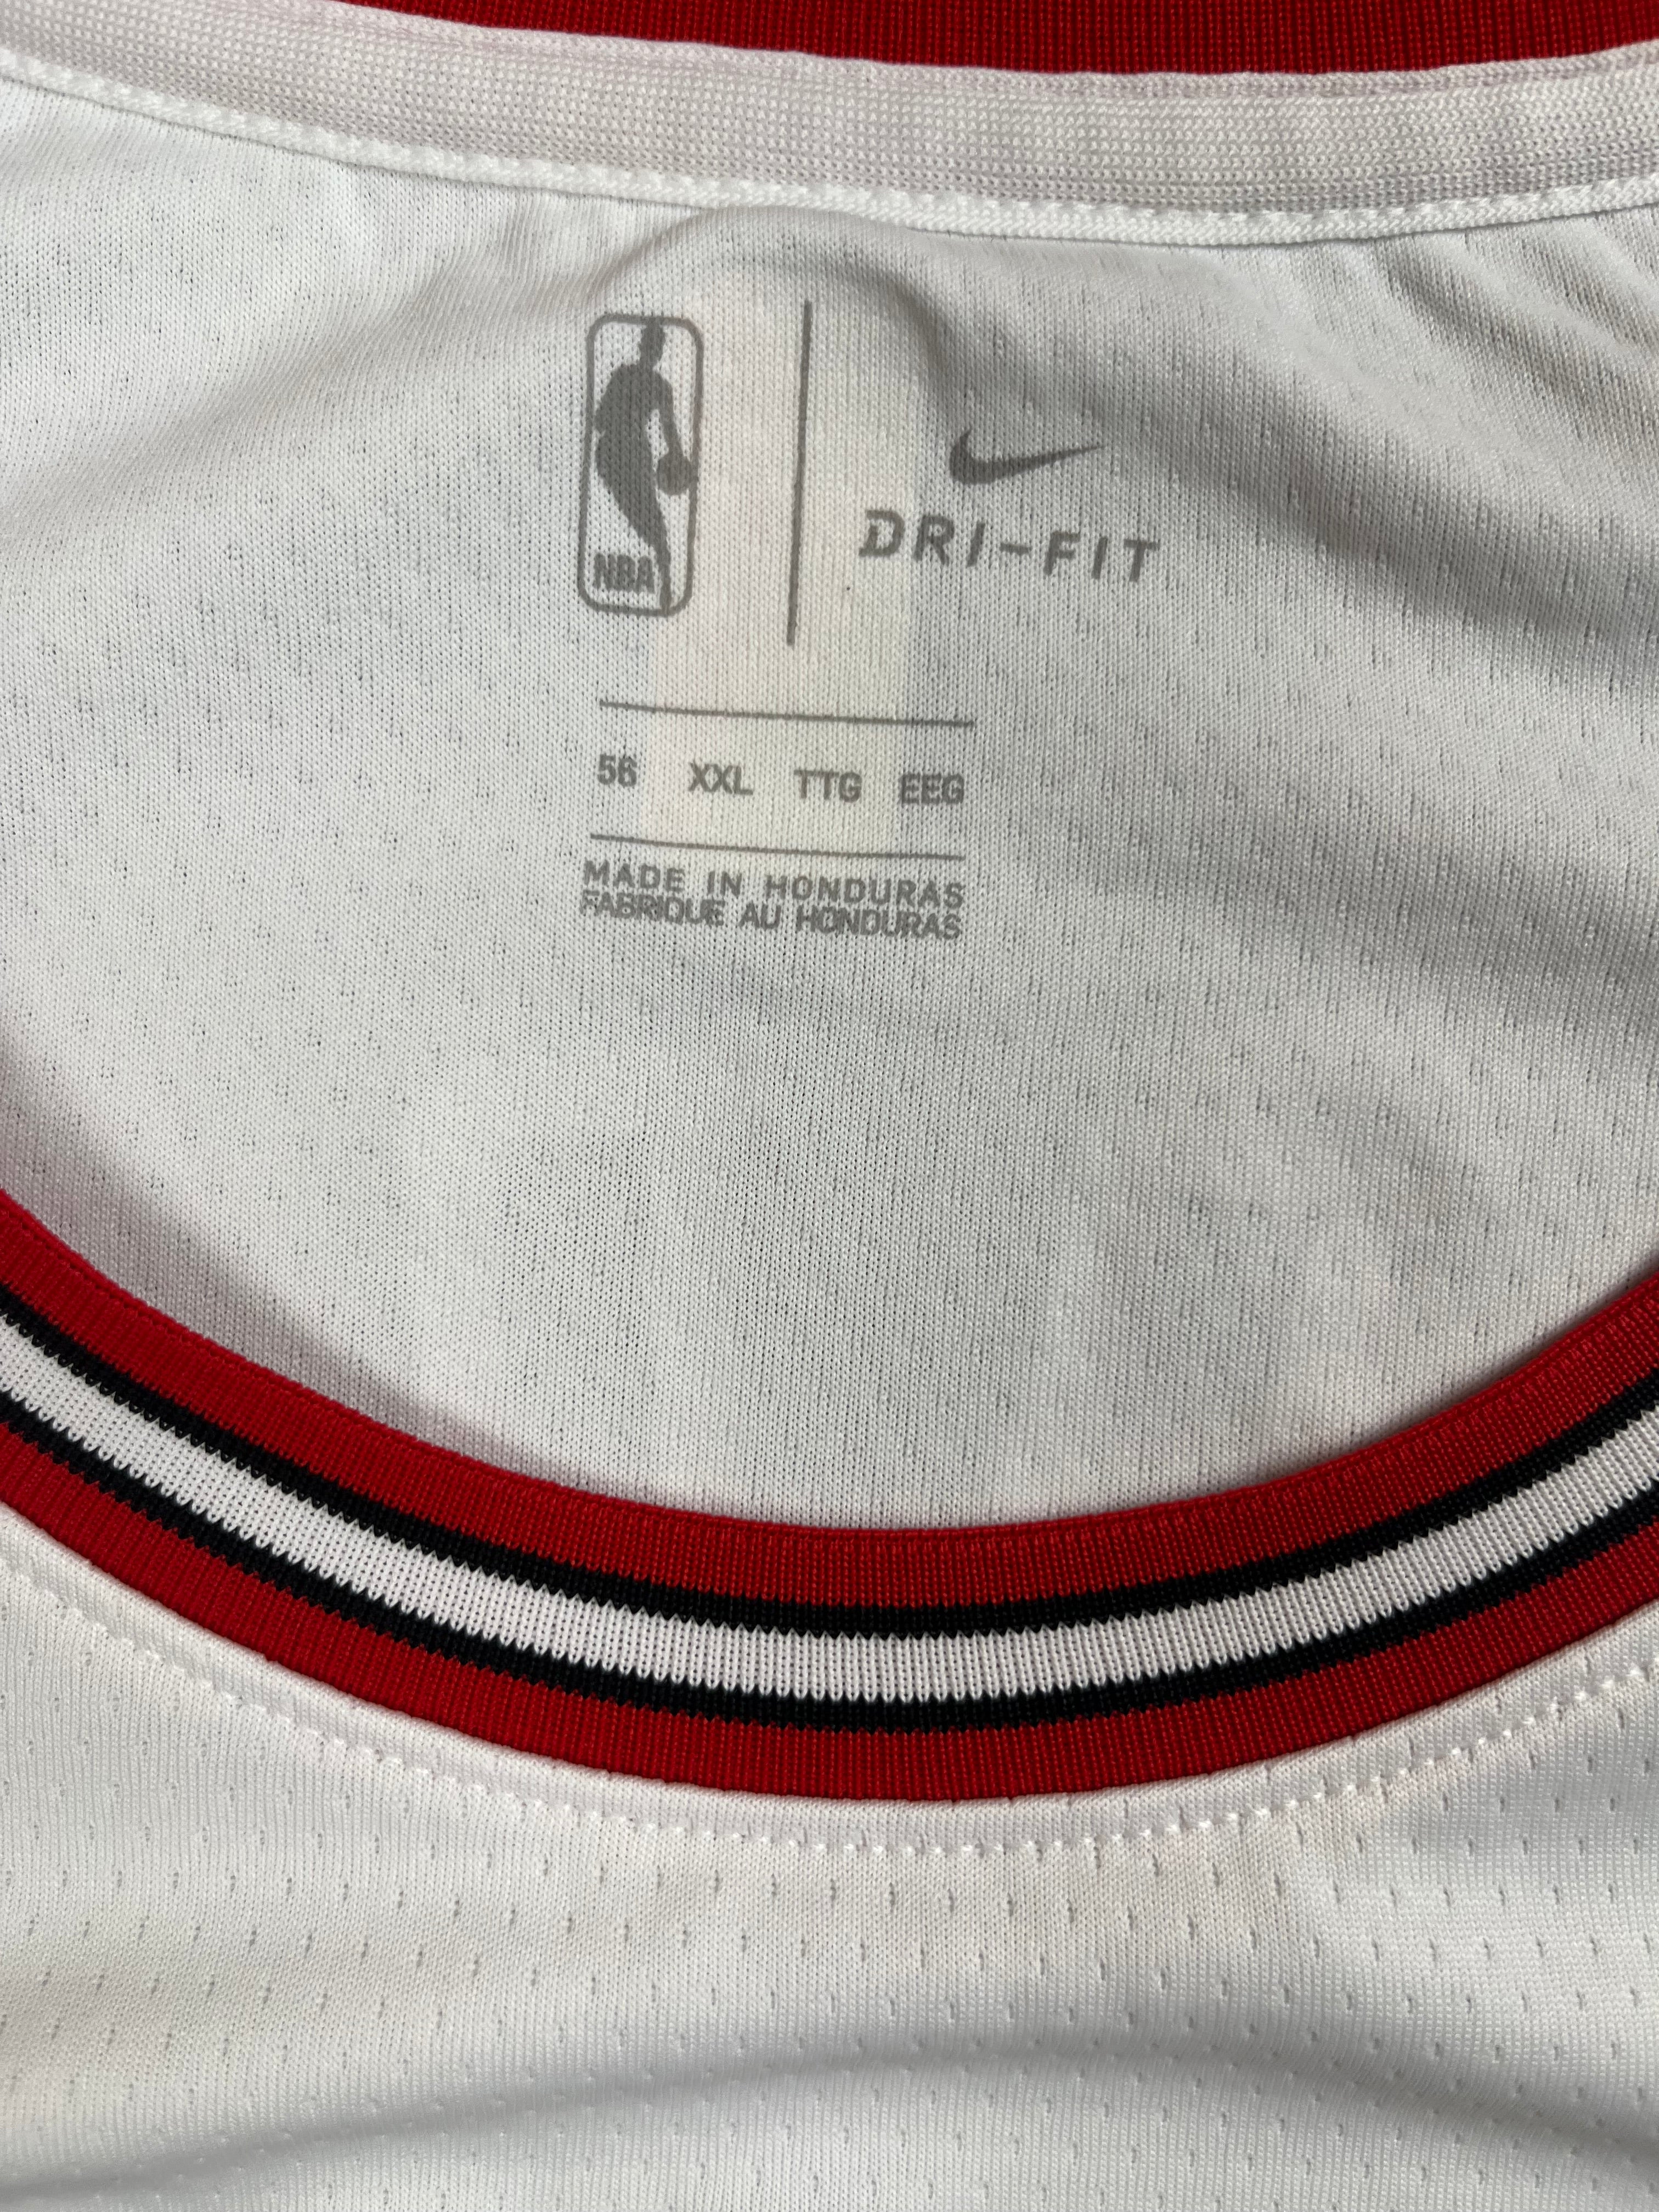 NBA
DRI-FIT
56 XXL TTG EEG
MADE IN HONDURAS
FABRIQUE AU HONDURAS